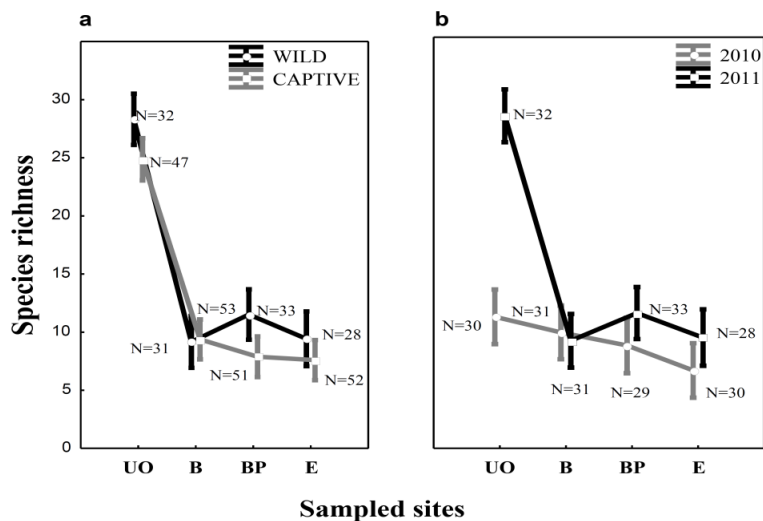 a
b
WILD
CAPTIVE
2010
2011
Species richness
30
25
20
15
10
5
0
N=32
N=47
N=53
N=33
N=31
N=28
N=51
N=52
UO
B
BP
E
N=32
N=31
N=33
N=30
N=28
N=31
N=29
N=30
UO
B
BP
E
Sampled sites